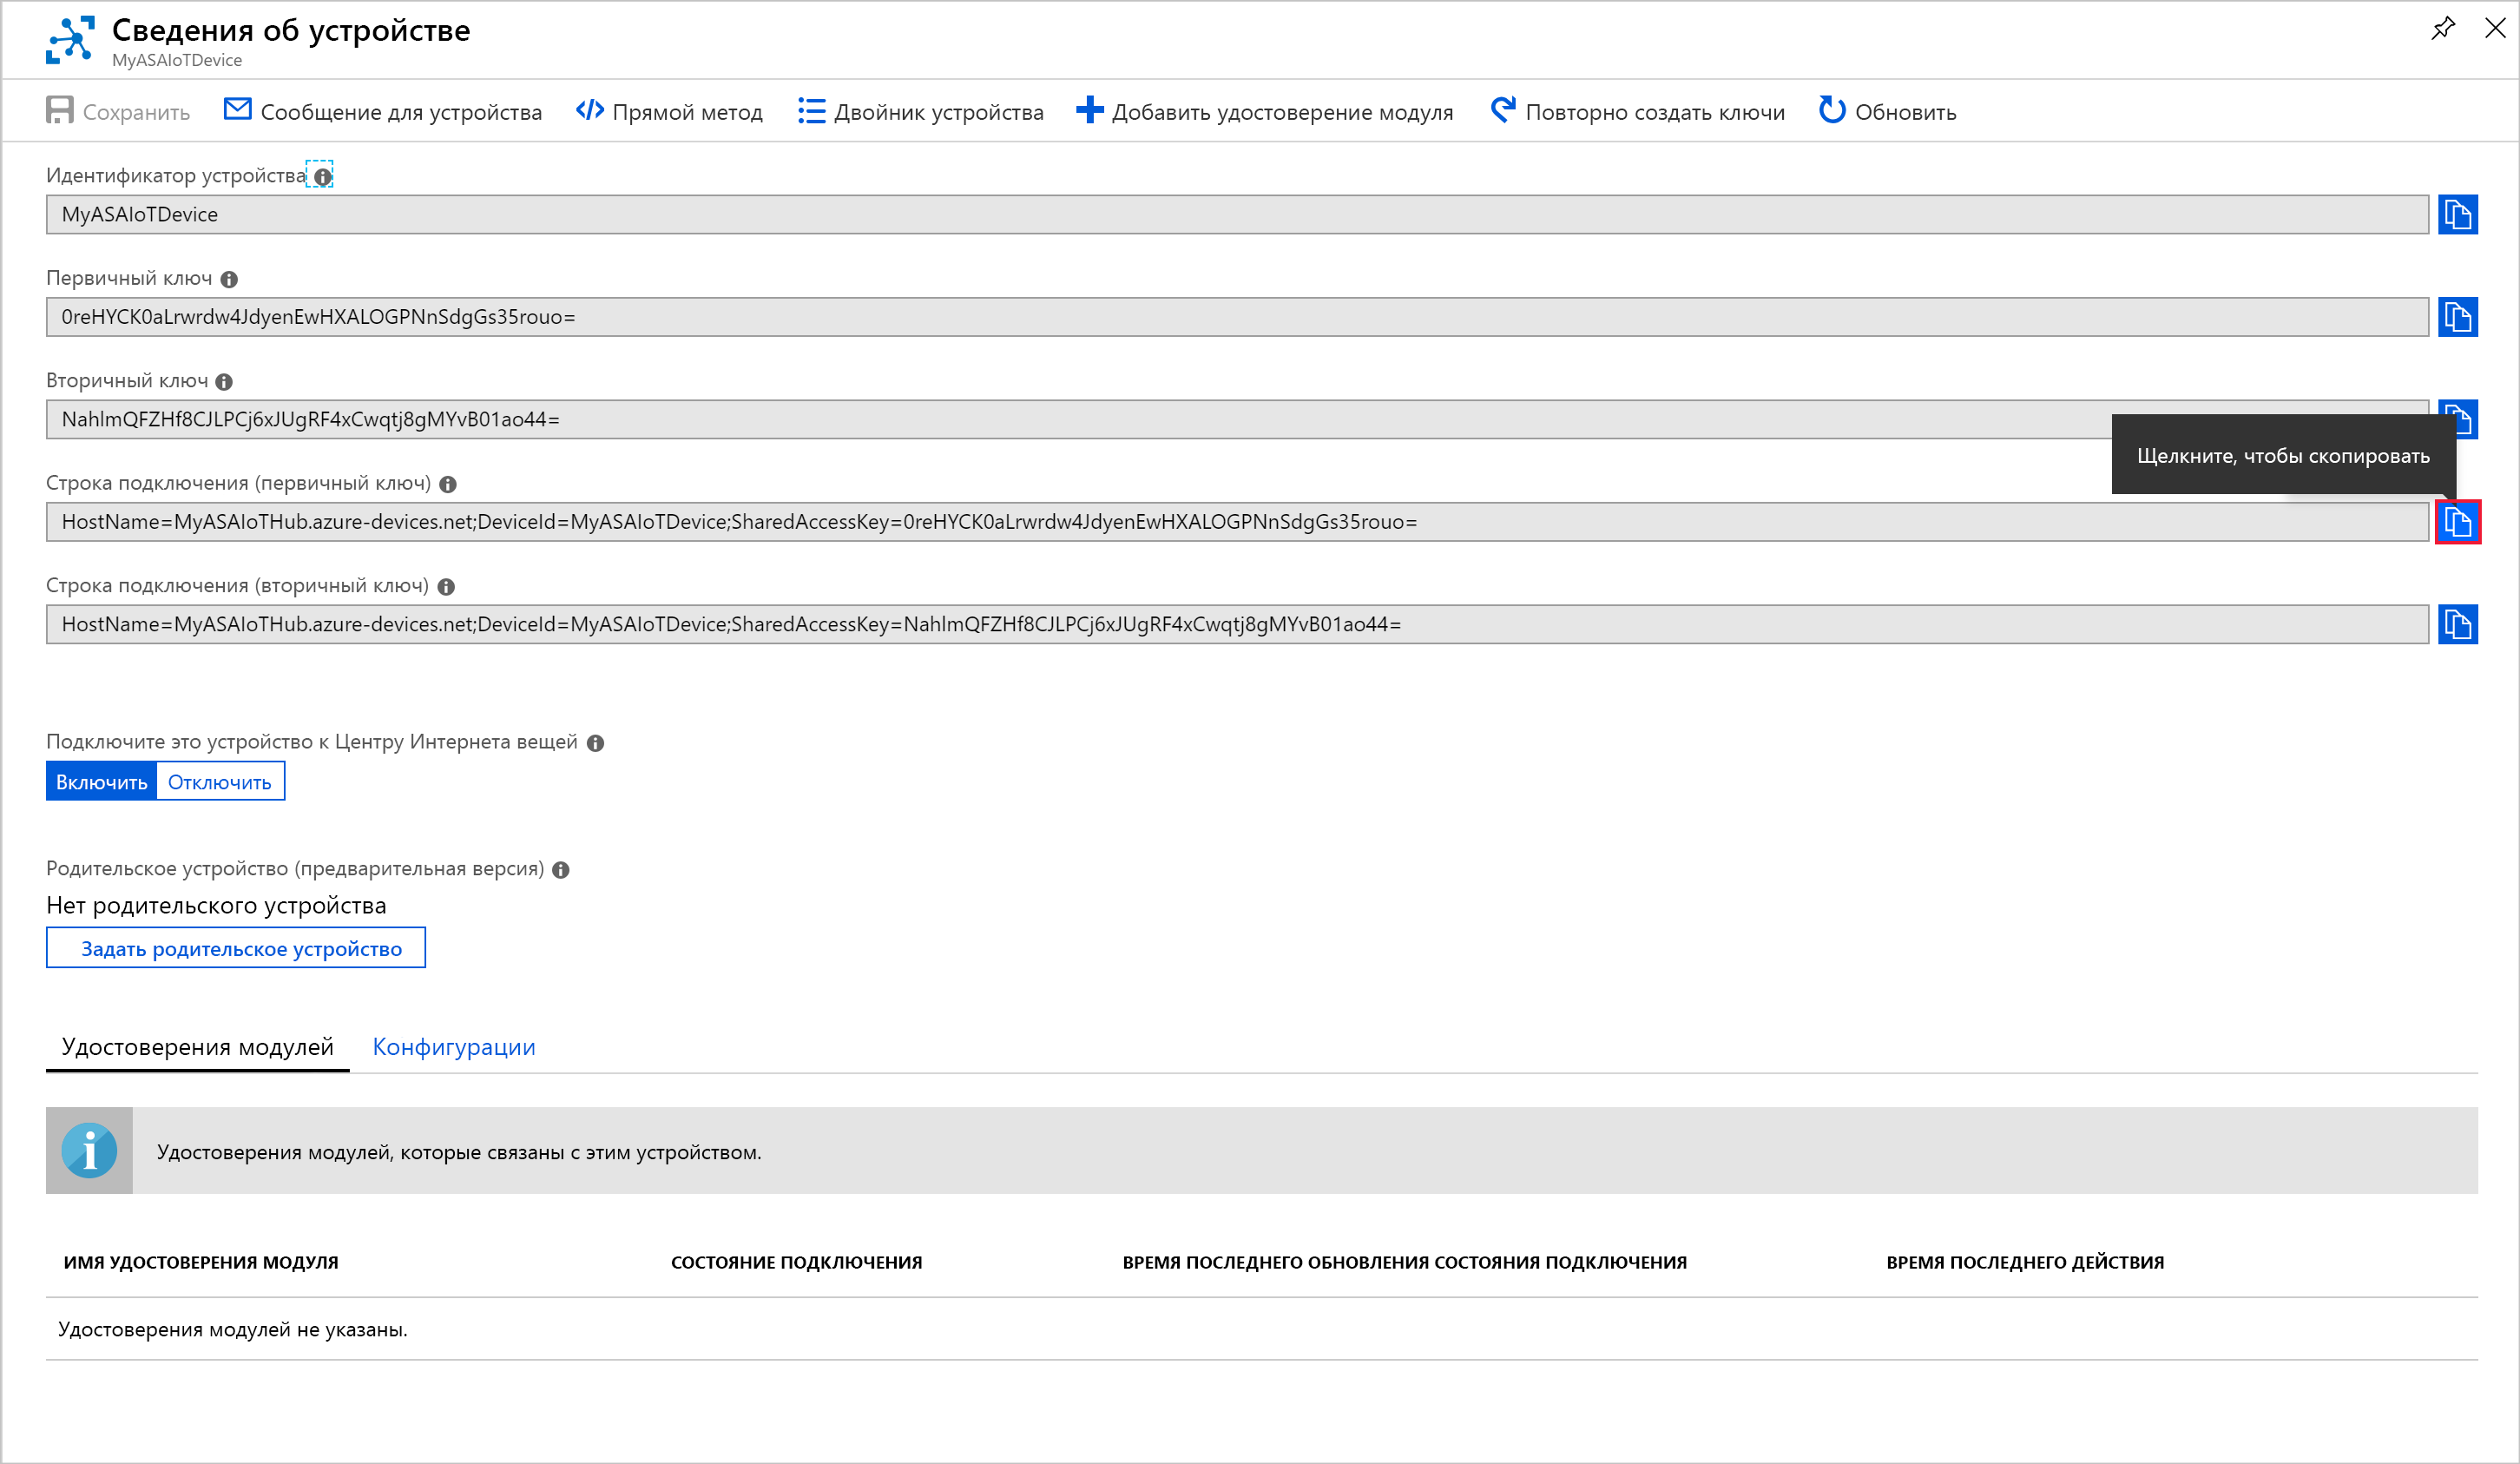 Сведения об устройстве
MyASAIoTDevice
Сохранить Сообщение для устройства Прямой метод Двойник устройства Добавить удостоверение модуля Повторно создать ключи Обновить
Идентификатор устройства
MyASAIoTDevice
Первичный ключ
0reHYCK0aLrwrdw4JdyenEwHXALOGPNnSdgGs35rouo=
Вторичный ключ
NahlmQFZHf8CJLPCj6xJUgRF4xCwqtj8gMYvB01ao44=
Щелкните, чтобы скопировать
Строка подключения (первичный ключ)
HostName=MyASAIoTHub.azure-devices.net;DeviceId=MyASAIoTDevice;SharedAccessKey=0reHYCK0aLrwrdw4JdyenEwHXALOGPNnSdgGs35rouo=
Строка подключения (вторичный ключ)
HostName=MyASAIoTHub.azure-devices.net;DeviceId=MyASAIoTDevice;SharedAccessKey=NahlmQFZHf8CJLPCj6xJUgRF4xCwqtj8gMYvB01ao44=
Подключите это устройство к Центру Интернета вещей
Включить Отключить
Родительское устройство (предварительная версия)
Нет родительского устройства
Задать родительское устройство
Удостоверения модулей Конфигурации
Удостоверения модулей, которые связаны с этим устройством.
ИМЯ УДОСТОВЕРЕНИЯ МОДУЛЯ СОСТОЯНИЕ ПОДКЛЮЧЕНИЯ ВРЕМЯ ПОСЛЕДНЕГО ОБНОВЛЕНИЯ СОСТОЯНИЯ ПОДКЛЮЧЕНИЯ ВРЕМЯ ПОСЛЕДНЕГО ДЕЙСТВИЯ
Удостоверения модулей не указаны.